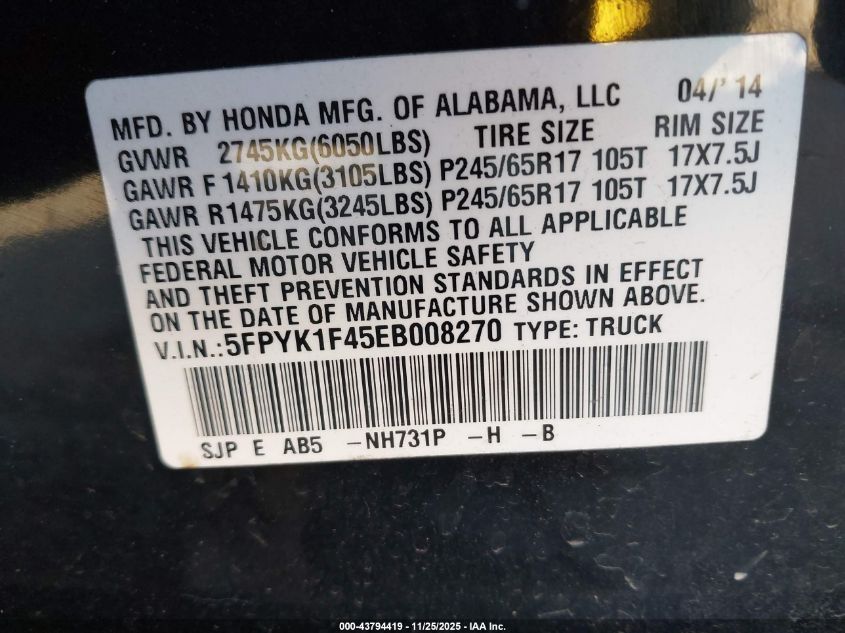 MFD. BY HONDA MFG. OF ALABAMA, LLC 04/'14
GVWR 2745KG(6050LBS) TIRE SIZE RIM SIZE
GAWR F1410KG(3105LBS) P245/65R17 105T 17X7.5J
GAWR R1475KG(3245LBS) P245/65R17 105T 17X7.5J
THIS VEHICLE CONFORMS TO ALL APPLICABLE
FEDERAL MOTOR VEHICLE SAFETY
AND THEFT PREVENTION STANDARDS IN EFFECT
ON THE DATE OF MANUFACTURE SHOWN ABOVE.
V.I.N.:5FPYK1F45EB008270 TYPE: TRUCK
SJP E AB5 -NH731P -H -B
000-43794419 - 11/25/2025 - IAA Inc.